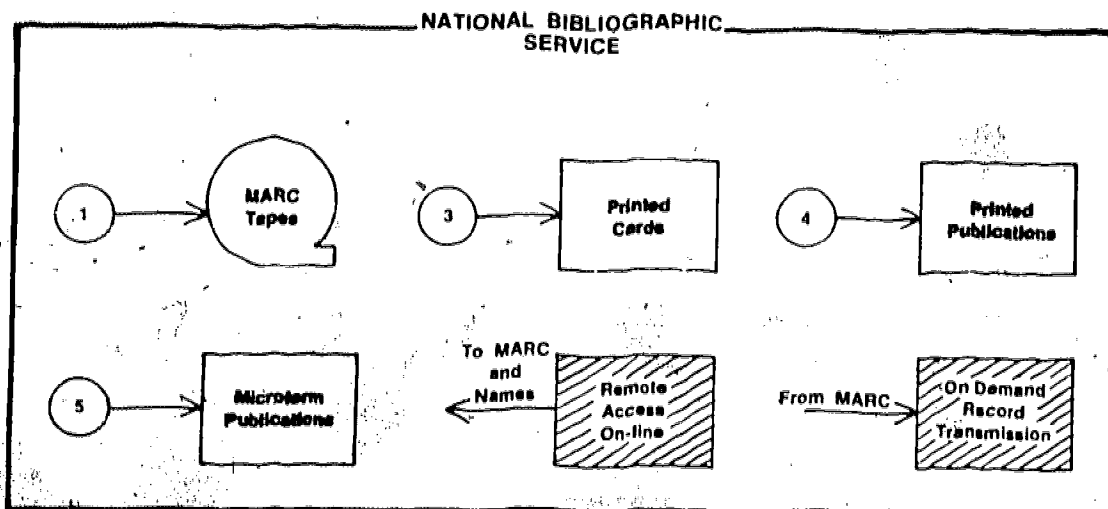 NATIONAL BIBLIOGRAPHIC
SERVICE
1
MARC
Tapes
3
Printed
Cards
4
Printed
Publications
5
Microform
Publications
To MARC
and
Names
Remote
Access
On-line
From MARC
On Demand
Record
Transmission